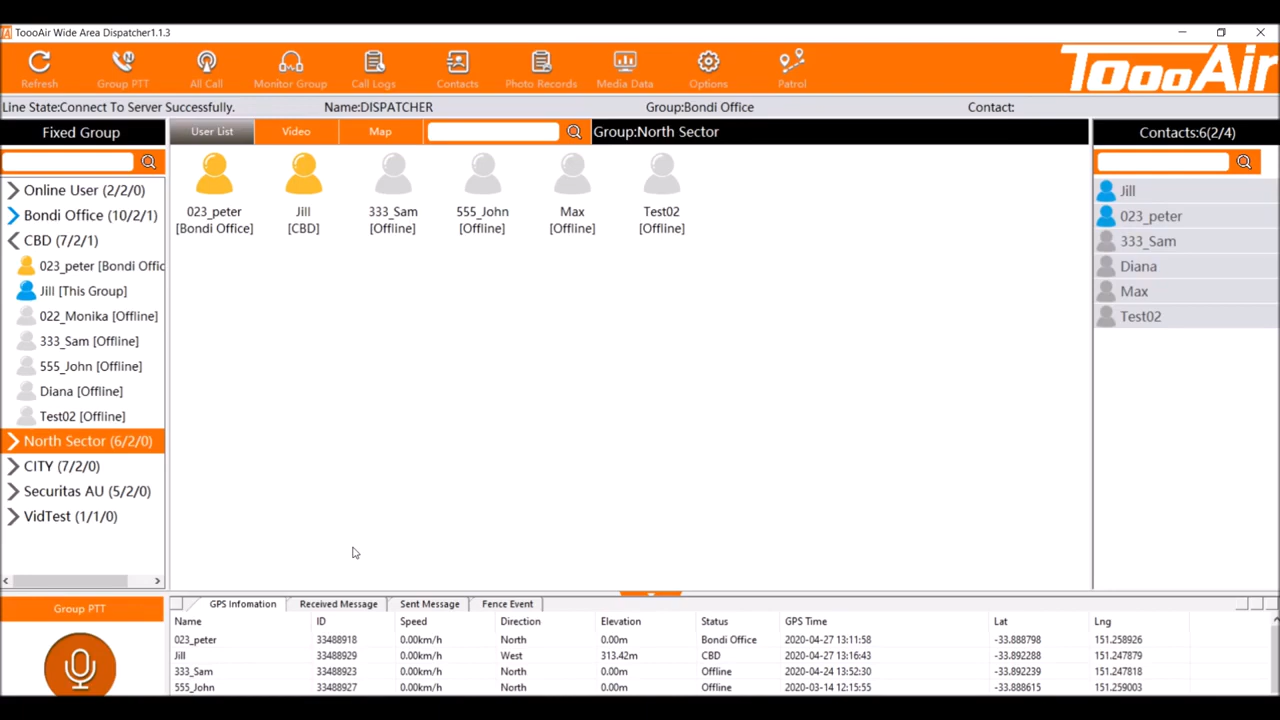 ToooAir Wide Area Dispatcher1.1.3
Refresh Group PTT All Call Monitor Group Call Logs Contacts Photo Records Media Data Options Patrol ToooAir
Line State:Connect To Server Successfully. Name:DISPATCHER Group:Bondi Office Contact:
Fixed Group User List Video Map Group:North Sector Contacts:6(2/4)
Online User (2/2/0)
Bondi Office (10/2/1)
CBD (7/2/1)
023_peter [Bondi Offic
Jill [This Group]
022_Monika [Offline]
333_Sam [Offline]
555_John [Offline]
Diana [Offline]
Test02 [Offline]
North Sector (6/2/0)
CITY (7/2/0)
Securitas AU (5/2/0)
VidTest (1/1/0)
Group PTT
023_peter Jill 333_Sam 555_John Max Test02
[Bondi Office] [CBD] [Offline] [Offline] [Offline] [Offline]
Jill
023_peter
333_Sam
Diana
Max
Test02
GPS Infomation Received Message Sent Message Fence Event
Name ID Speed Direction Elevation Status GPS Time Lat Lng
023_peter 33488918 0.00km/h North 0.00m Bondi Office 2020-04-27 13:11:58 -33.888798 151.258926
Jill 33488929 0.00km/h West 313.42m CBD 2020-04-27 13:16:43 -33.892288 151.247879
333_Sam 33488923 0.00km/h North 0.00m Offline 2020-04-24 13:52:30 -33.892239 151.247818
555_John 33488927 0.00km/h North 0.00m Offline 2020-03-14 12:15:55 -33.888615 151.259003